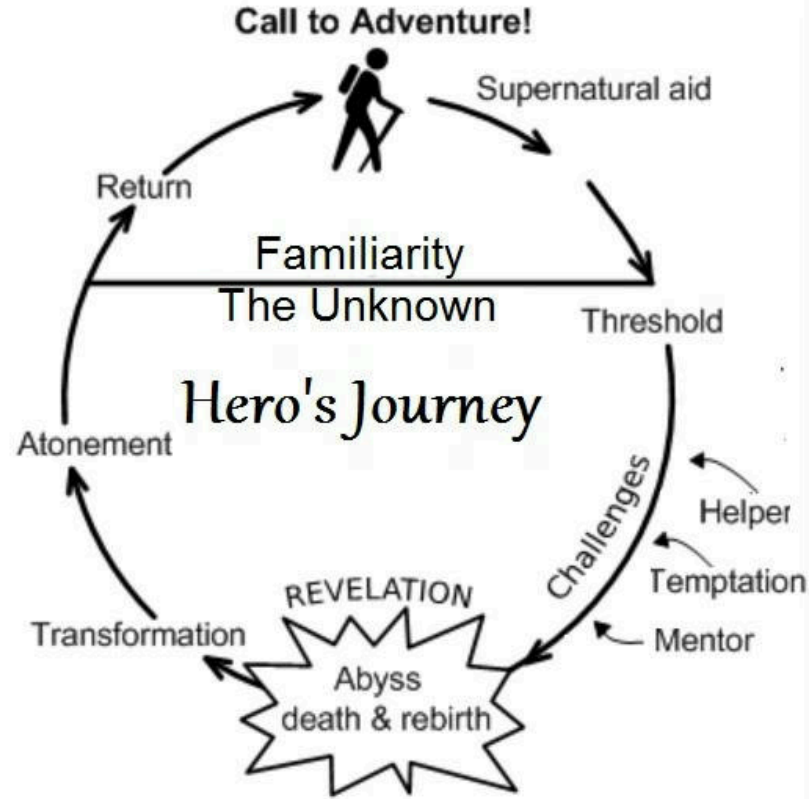 Call to Adventure!
Supernatural aid
Return
Familiarity
The Unknown
Threshold
Hero's Journey
Atonement
Challenges
Helper
Temptation
Mentor
REVELATION
Transformation
Abyss
death & rebirth